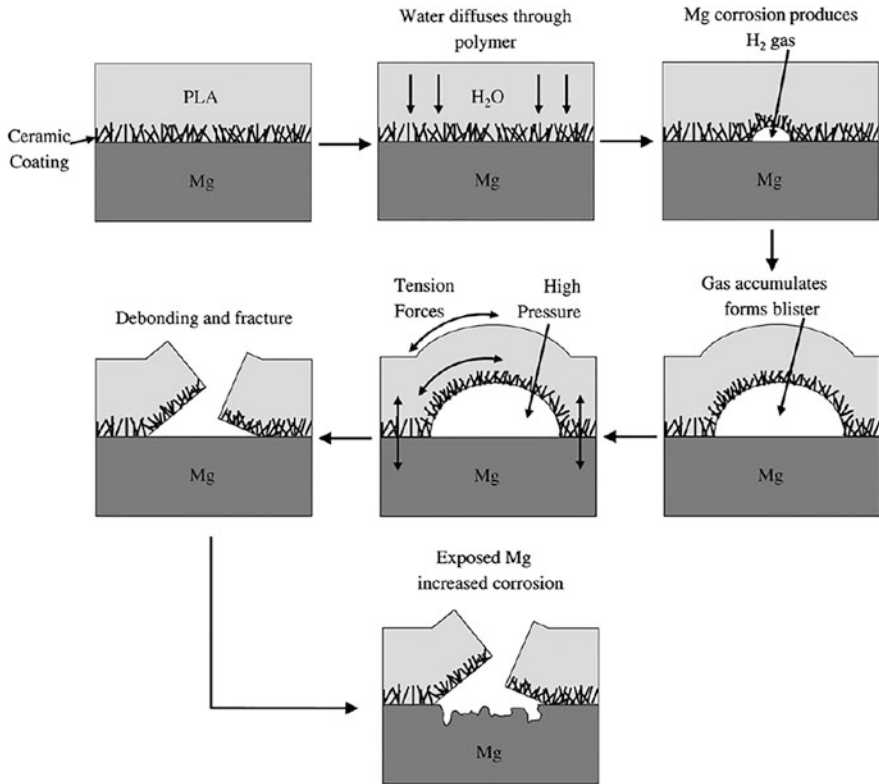 Water diffuses through
polymer
Mg corrosion produces
H₂ gas
PLA
H₂O
Ceramic
Coating
Mg
Mg
Mg
Debonding and fracture
Tension
Forces
High
Pressure
Gas accumulates
forms blister
Mg
Mg
Mg
Exposed Mg
increased corrosion
Mg